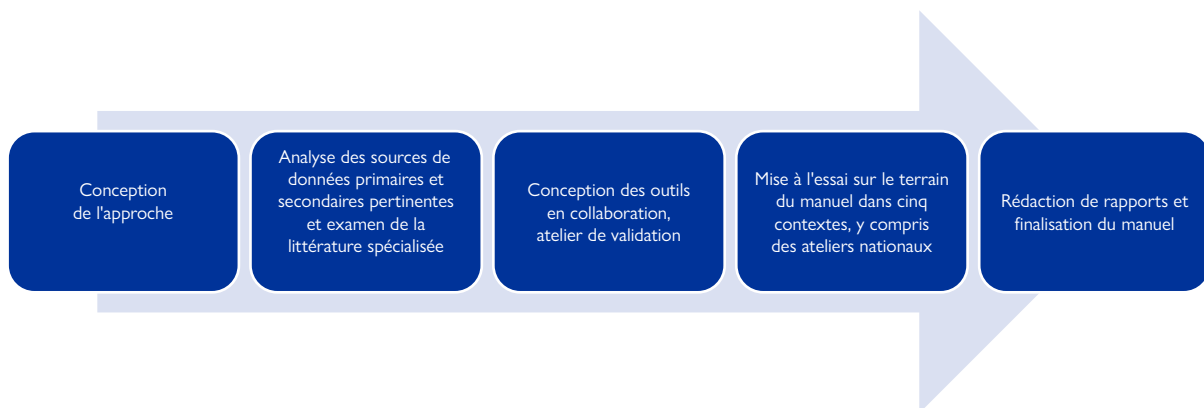 Conception
de l'approche
Analyse des sources de
données primaires et
secondaires pertinentes
et examen de la
littérature spécialisée
Conception des outils
en collaboration,
atelier de validation
Mise à l'essai sur le terrain
du manuel dans cinq
contextes, y compris
des ateliers nationaux
Rédaction de rapports et
finalisation du manuel